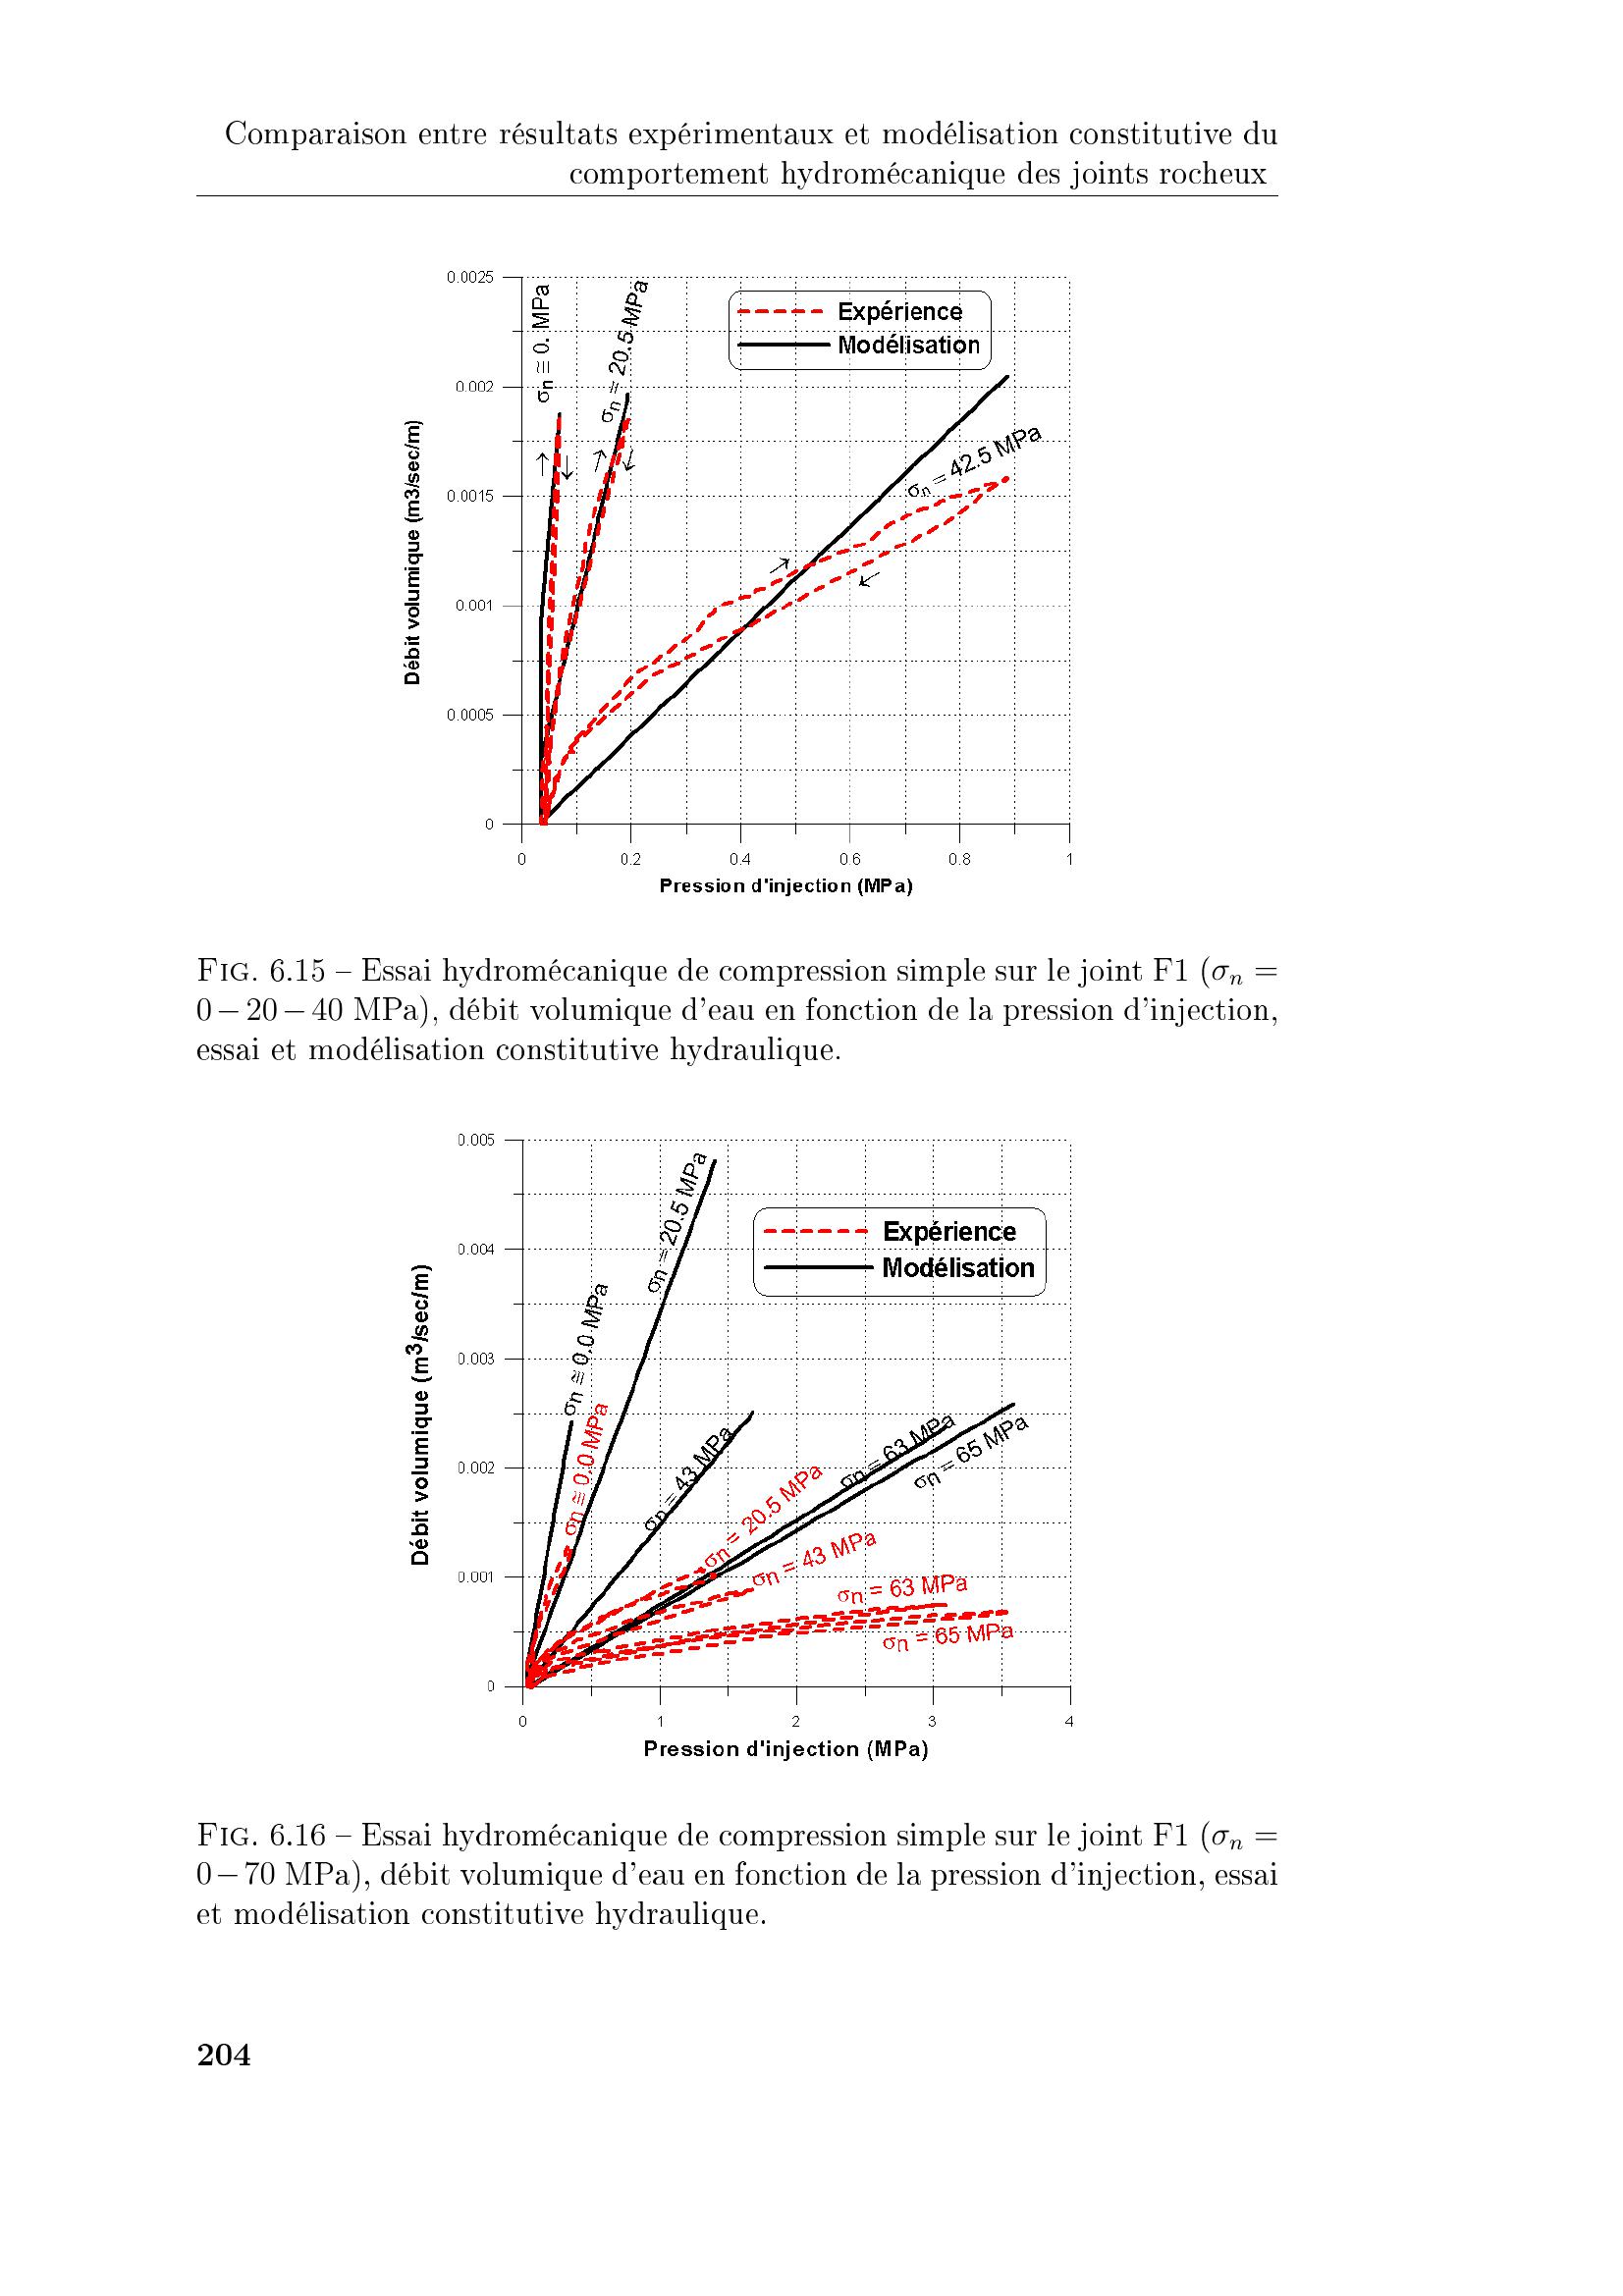 Comparaison entre résultats expérimentaux et modélisation constitutive du
comportement hydromécanique des joints rocheux
0.0025
0.002
0.0015
0.001
0.0005
0
Débit volumique (m3/sec/m)
σn ≅ 0. MPa
σn = 20.5 MPa
Expérience
Modélisation
σn = 42.5 MPa
0
0.2
0.4
0.6
0.8
1
Pression d'injection (MPa)
FIG. 6.15 – Essai hydromécanique de compression simple sur le joint F1 (σn =
0 − 20 − 40 MPa), débit volumique d'eau en fonction de la pression d'injection,
essai et modélisation constitutive hydraulique.
0.005
0.004
0.003
0.002
0.001
0
Débit volumique (m3/sec/m)
σn ≅ 0.0 MPa
σn = 20.5 MPa
Expérience
Modélisation
σn ≅ 0.0 MPa
σn = 43 MPa
σn = 63 MPa
σn = 65 MPa
σn = 20.5 MPa
σn = 43 MPa
σn = 63 MPa
σn = 65 MPa
0
1
2
3
4
Pression d'injection (MPa)
FIG. 6.16 – Essai hydromécanique de compression simple sur le joint F1 (σn =
0 − 70 MPa), débit volumique d'eau en fonction de la pression d'injection, essai
et modélisation constitutive hydraulique.
204